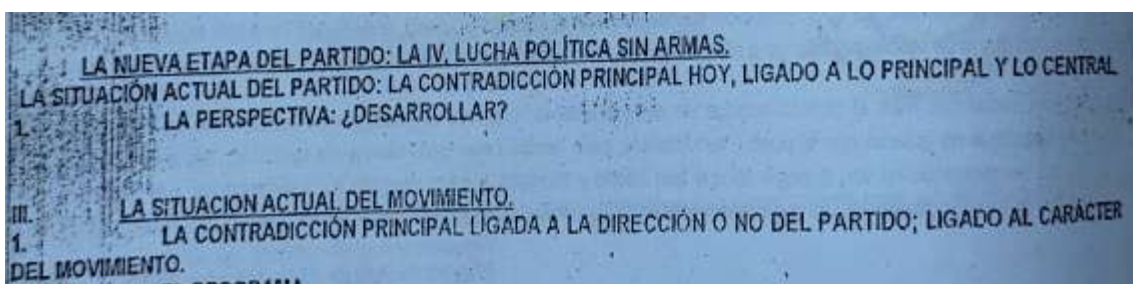 LA NUEVA ETAPA DEL PARTIDO: LA IV, LUCHA POLÍTICA SIN ARMAS.
LA SITUACIÓN ACTUAL DEL PARTIDO: LA CONTRADICCIÓN PRINCIPAL HOY, LIGADO A LO PRINCIPAL Y LO CENTRAL
1. LA PERSPECTIVA: ¿DESARROLLAR?
III. LA SITUACION ACTUAL DEL MOVIMIENTO.
1. LA CONTRADICCIÓN PRINCIPAL LIGADA A LA DIRECCIÓN O NO DEL PARTIDO; LIGADO AL CARÁCTER
DEL MOVIMIENTO.